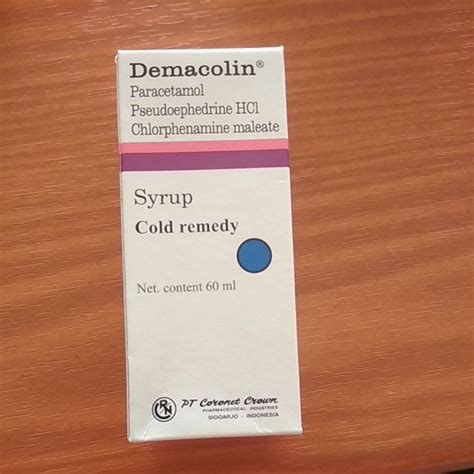 Demacolin®
Paracetamol
Pseudoephedrine HCl
Chlorphenamine maleate
Syrup
Cold remedy
Net. content 60 ml
PT Coronet Crown
PHARMACEUTICAL INDUSTRIES
SIDOARJO - INDONESIA